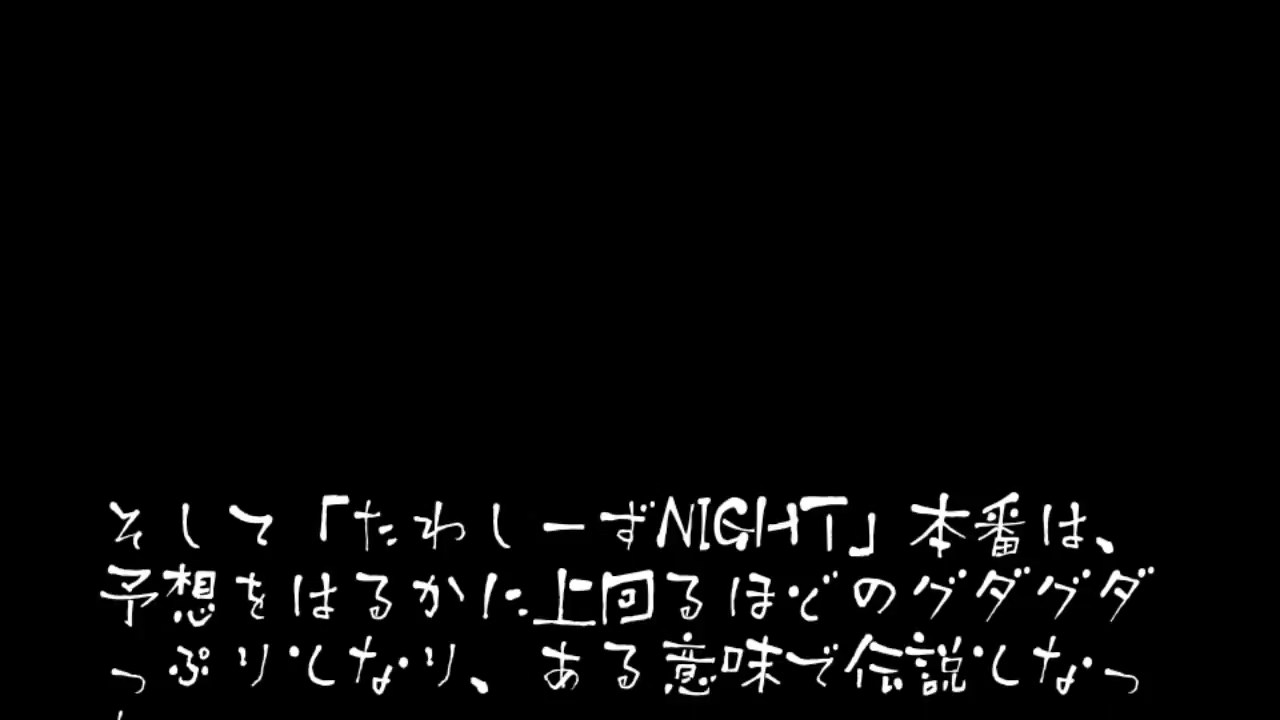 そして「たわしーずNIGHT」本番は、
予想をはるかに上回るほどのグダグダ
っぷりとなり、ある意味で伝説となっ